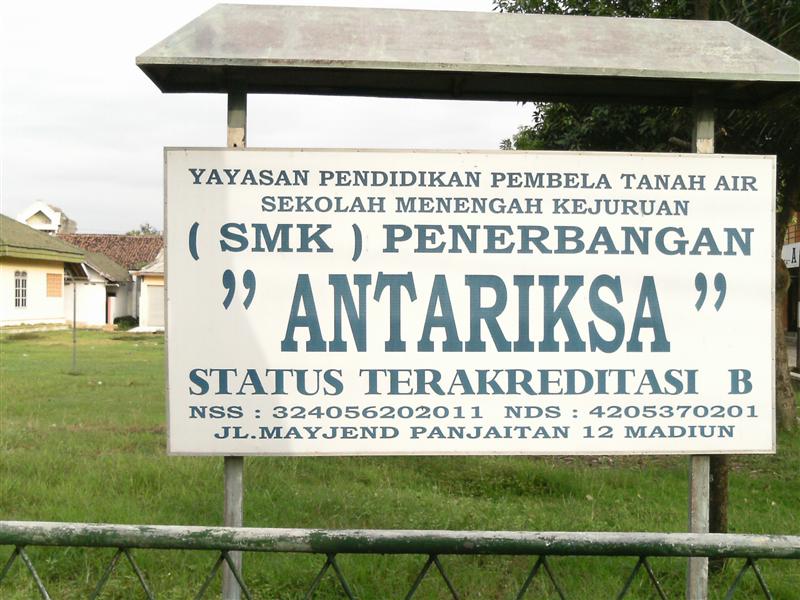 YAYASAN PENDIDIKAN PEMBELA TANAH AIR
SEKOLAH MENENGAH KEJURUAN
( SMK ) PENERBANGAN
” ANTARIKSA ”
STATUS TERAKREDITASI B
NSS : 324056202011 NDS : 4205370201
JL.MAYJEND PANJAITAN 12 MADIUN